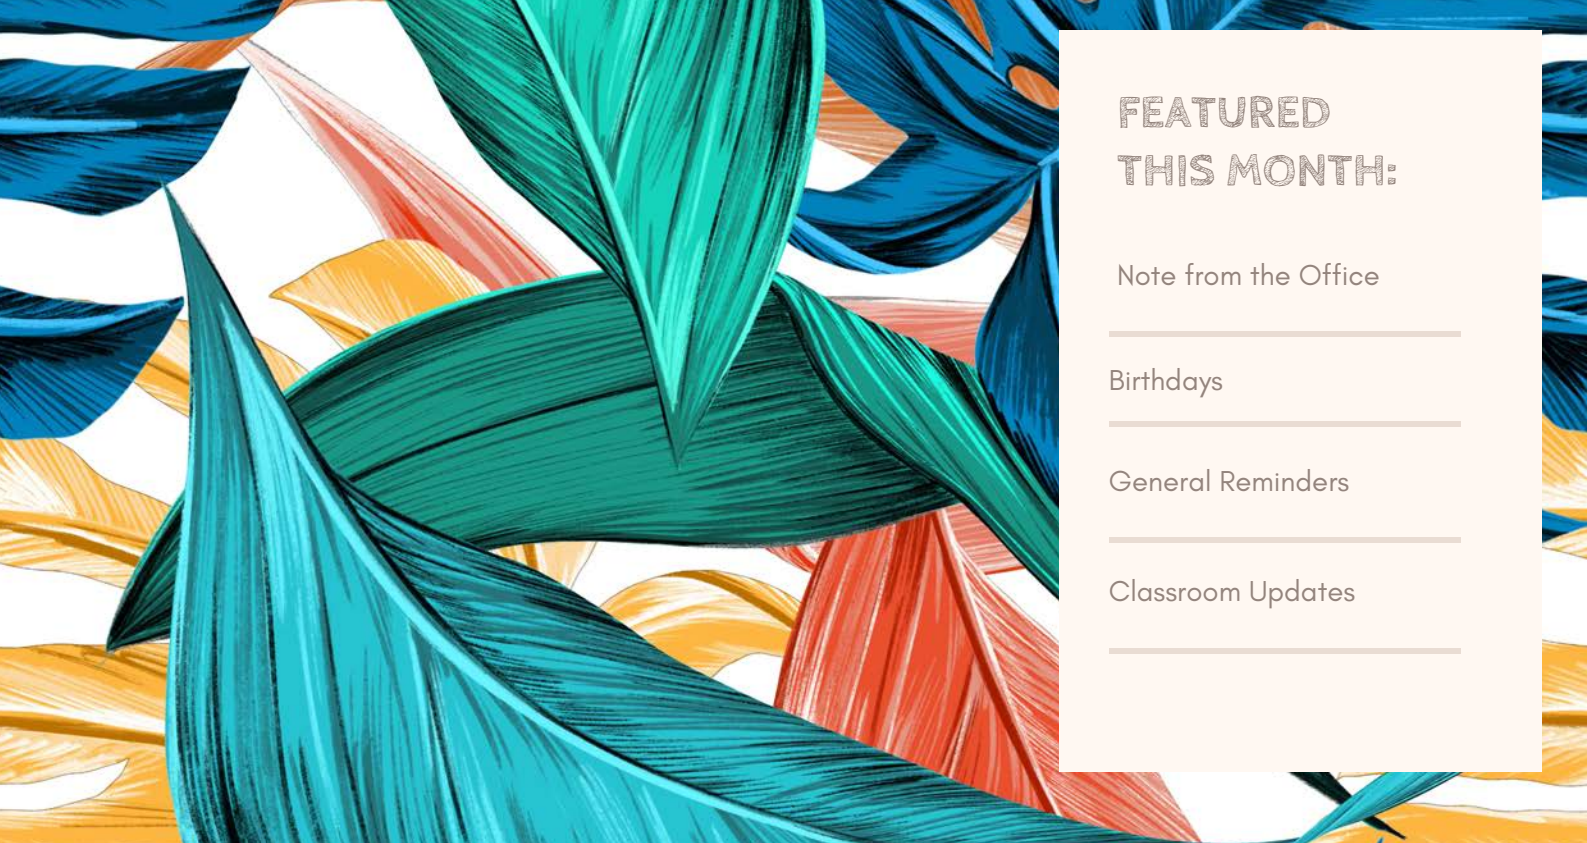 FEATURED
THIS MONTH:
Note from the Office
Birthdays
General Reminders
Classroom Updates